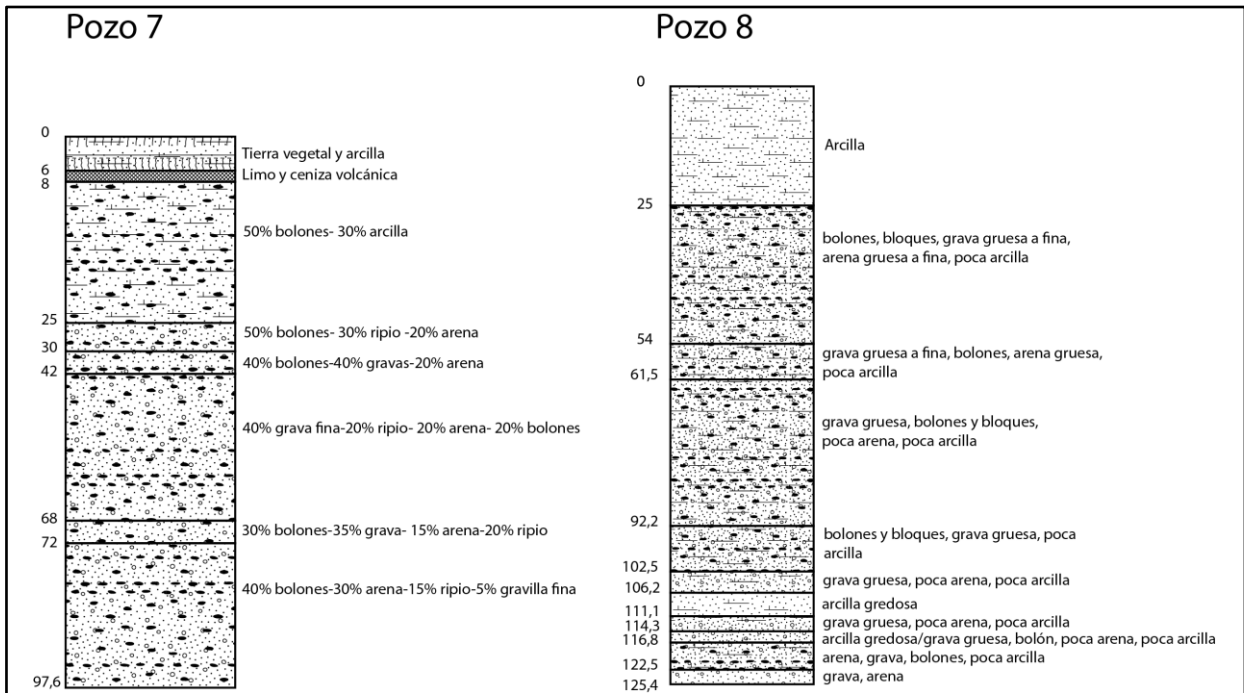 Pozo 7
0
Tierra vegetal y arcilla
6
Limo y ceniza volcánica
8
50% bolones- 30% arcilla
25
50% bolones- 30% ripio -20% arena
30
40% bolones-40% gravas-20% arena
42
40% grava fina-20% ripio- 20% arena- 20% bolones
68
30% bolones-35% grava- 15% arena-20% ripio
72
40% bolones-30% arena-15% ripio-5% gravilla fina
97,6
Pozo 8
0
Arcilla
25
bolones, bloques, grava gruesa a fina,
arena gruesa a fina, poca arcilla
54
grava gruesa a fina, bolones, arena gruesa,
poca arcilla
61,5
grava gruesa, bolones y bloques,
poca arena, poca arcilla
92,2
bolones y bloques, grava gruesa, poca
arcilla
102,5
grava gruesa, poca arena, poca arcilla
106,2
arcilla gredosa
111,1
grava gruesa, poca arena, poca arcilla
114,3
arcilla gredosa/grava gruesa, bolón, poca arena, poca arcilla
116,8
arena, grava, bolones, poca arcilla
122,5
grava, arena
125,4